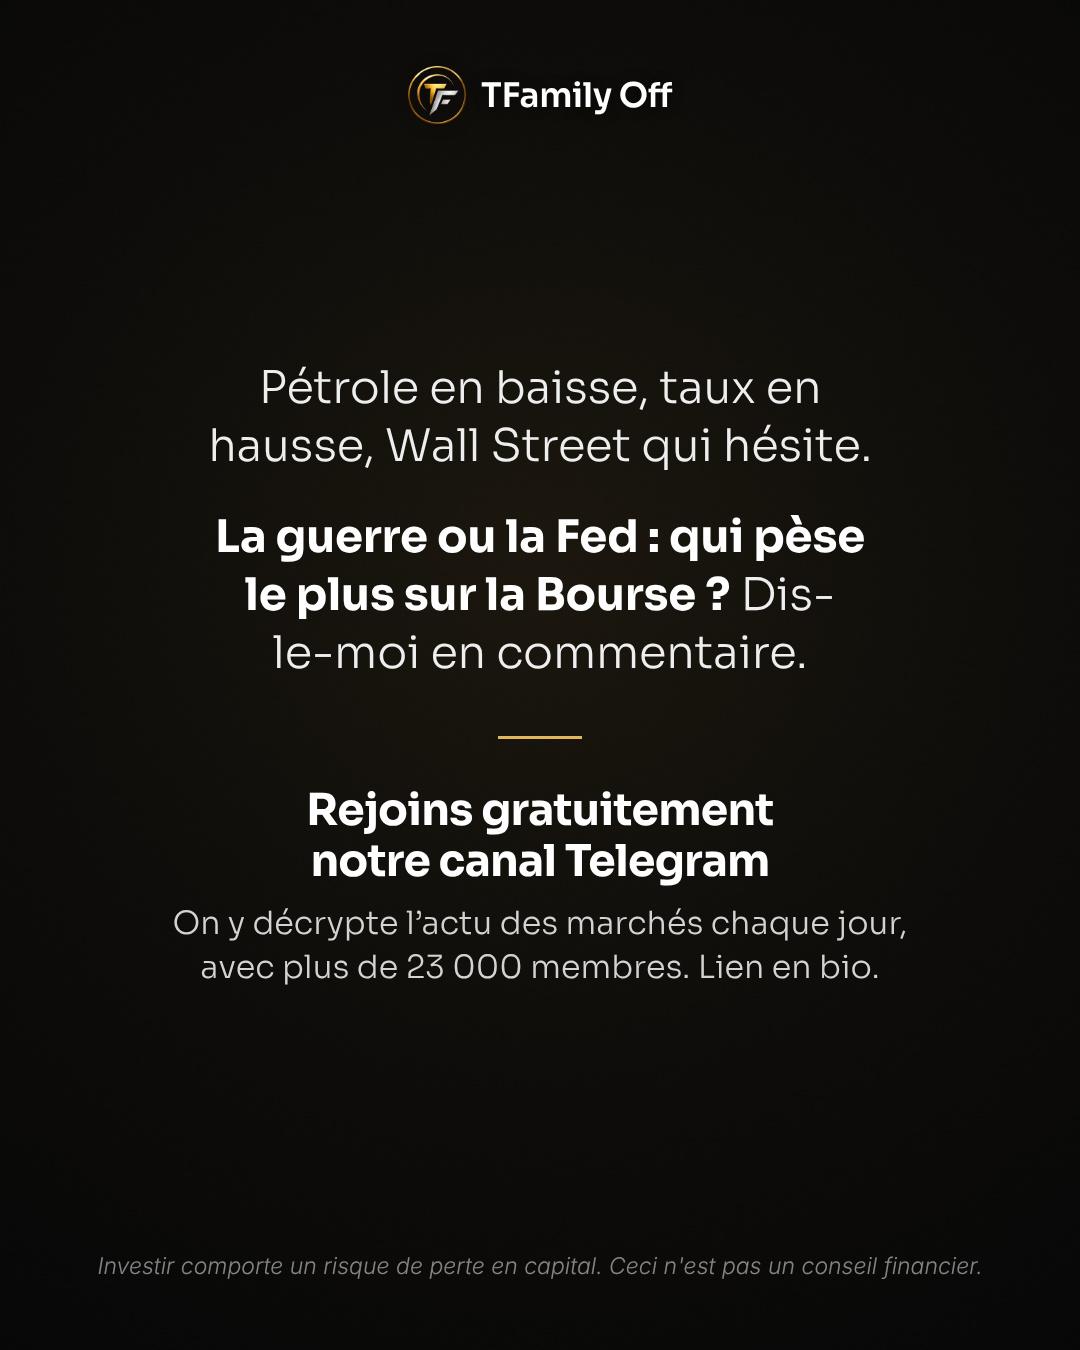 TFamily Off
Pétrole en baisse, taux en
hausse, Wall Street qui hésite.
La guerre ou la Fed : qui pèse
le plus sur la Bourse ? Dis-
le-moi en commentaire.
Rejoins gratuitement
notre canal Telegram
On y décrypte l’actu des marchés chaque jour,
avec plus de 23 000 membres. Lien en bio.
Investir comporte un risque de perte en capital. Ceci n'est pas un conseil financier.